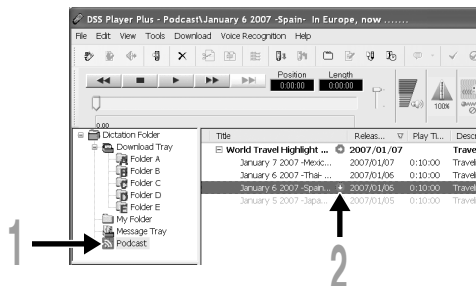 DSS Player Plus - Podcast\January 6 2007 -Spain- In Europe, now .......
File Edit View Tools Download Voice Recognition Help
Position Length
0:00:00 0:00:00
100%
0.00
Dictation Folder
Download Tray
Folder A
Folder B
Folder C
Folder D
Folder E
My Folder
Message Tray
Podcast
Title Releas... Play Ti... Descri
World Travel Highlight ... 2007/01/07 Trave
January 7 2007 -Mexic... 2007/01/07 0:10:00 Traveli
January 6 2007 -Thai- ... 2007/01/06 0:10:00 Traveli
January 6 2007 -Spain... 2007/01/06 0:10:00 Traveli
January 5 2007 -Japa... 2007/01/05 0:10:00 Traveli
1
2